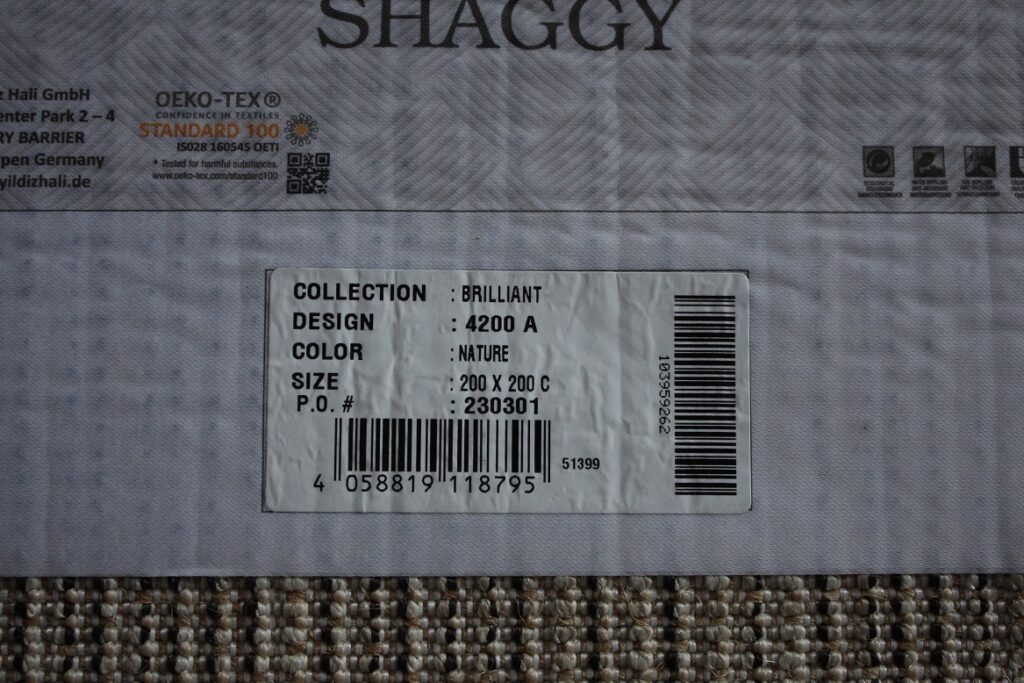 SHAGGY
z Hali GmbH
enter Park 2 – 4
RY BARRIER
rpen Germany
yildizhali.de
OEKO-TEX®
CONFIDENCE IN TEXTILES
STANDARD 100
IS028 160545 OETI
* Tested for harmful substances.
www.oeko-tex.com/standard100
COLLECTION : BRILLIANT
DESIGN : 4200 A
COLOR : NATURE
SIZE : 200 X 200 C
P.O. # : 230301
51399
4 058819 118795
103959262